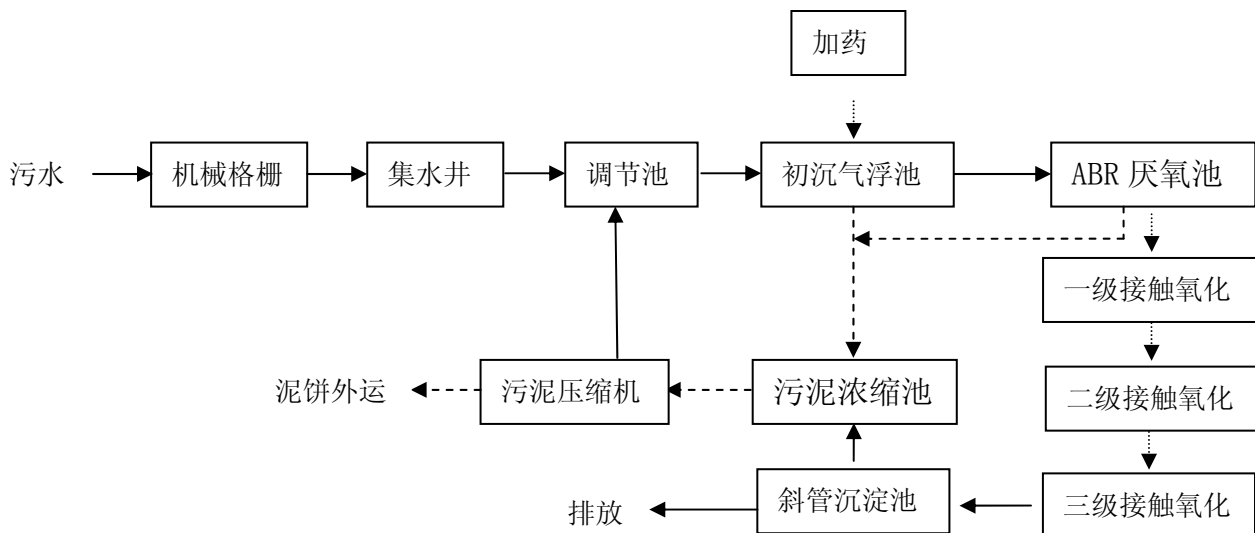 加药
污水
机械格栅
集水井
调节池
初沉气浮池
ABR 厌氧池
一级接触氧化
泥饼外运
污泥压缩机
污泥浓缩池
二级接触氧化
排放
斜管沉淀池
三级接触氧化